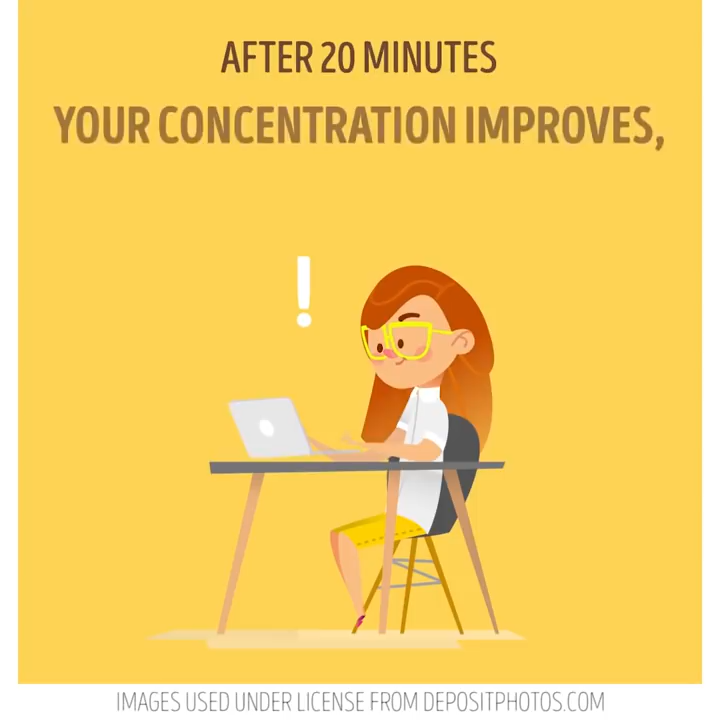 AFTER 20 MINUTES
YOUR CONCENTRATION IMPROVES,
!
IMAGES USED UNDER LICENSE FROM DEPOSITPHOTOS.COM